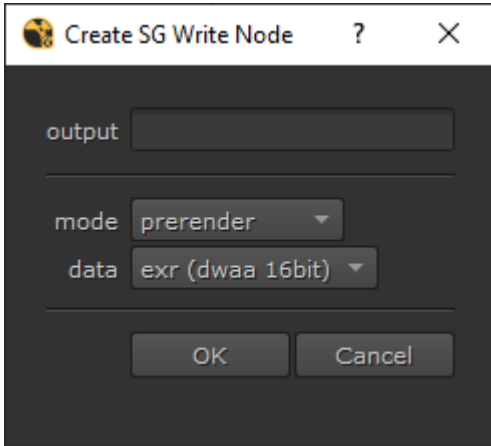 Create SG Write Node ?
output
mode prerender
data exr (dwaa 16bit)
OK Cancel